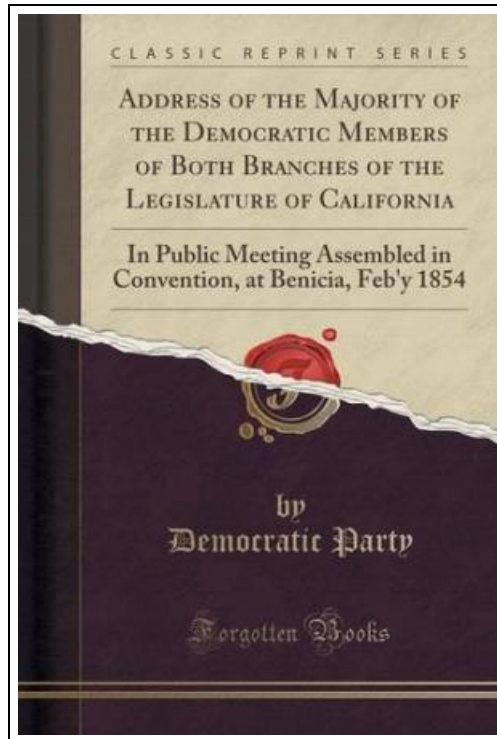 CLASSIC REPRINT SERIES
ADDRESS OF THE MAJORITY OF
THE DEMOCRATIC MEMBERS
OF BOTH BRANCHES OF THE
LEGISLATURE OF CALIFORNIA
In Public Meeting Assembled in
Convention, at Benicia, Feb'y 1854
by
Democratic Party
Forgotten Books